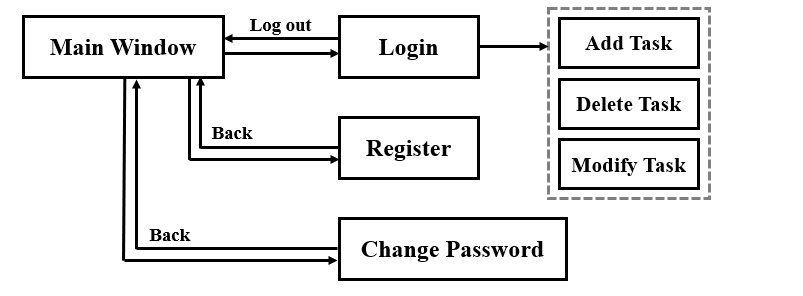 Log out
Main Window
Login
Add Task
Delete Task
Modify Task
Back
Register
Back
Change Password